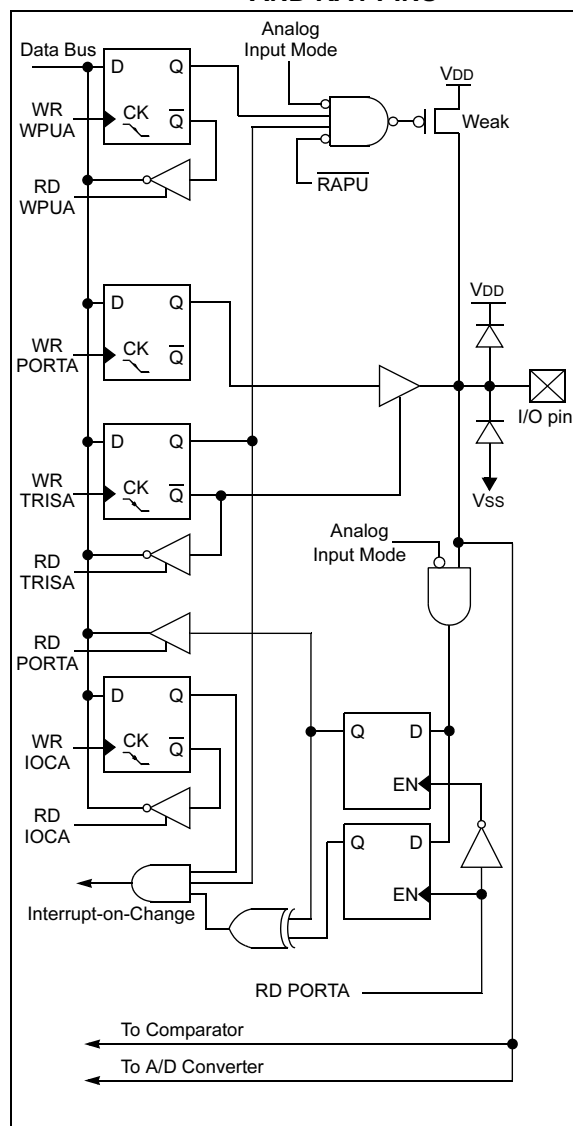 AND RA1 PINS
Analog
Input Mode
Data Bus
D Q
VDD
WR
WPUA
CK
Q
Weak
RD
WPUA
RAPU
D Q
VDD
WR
PORTA
CK
Q
I/O pin
D Q
WR
TRISA
CK
Q
VSS
Analog
Input Mode
RD
TRISA
RD
PORTA
D Q
Q D
WR
IOCA
CK
Q
EN
RD
IOCA
Q D
Interrupt-on-Change
EN
RD PORTA
To Comparator
To A/D Converter